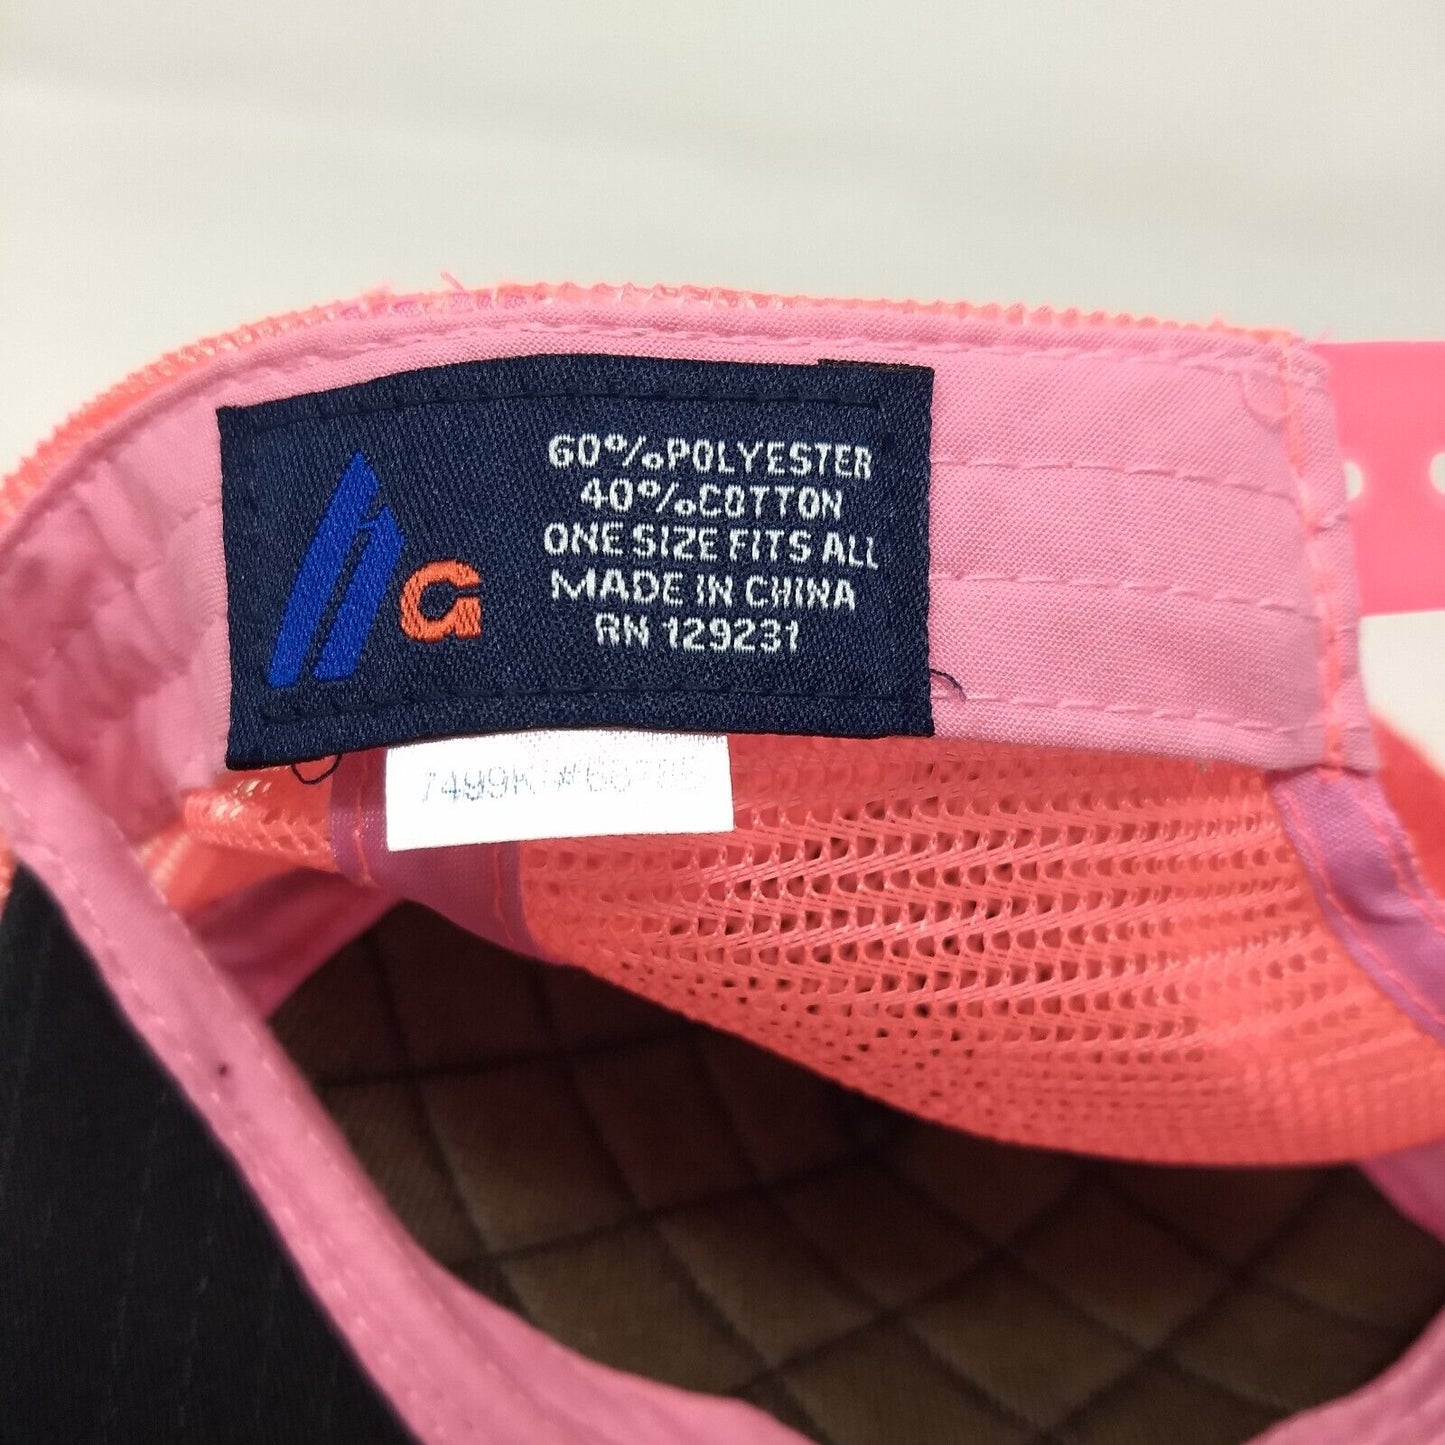 G
60%POLYESTER
40%COTTON
ONE SIZE FITS ALL
MADE IN CHINA
RN 129231